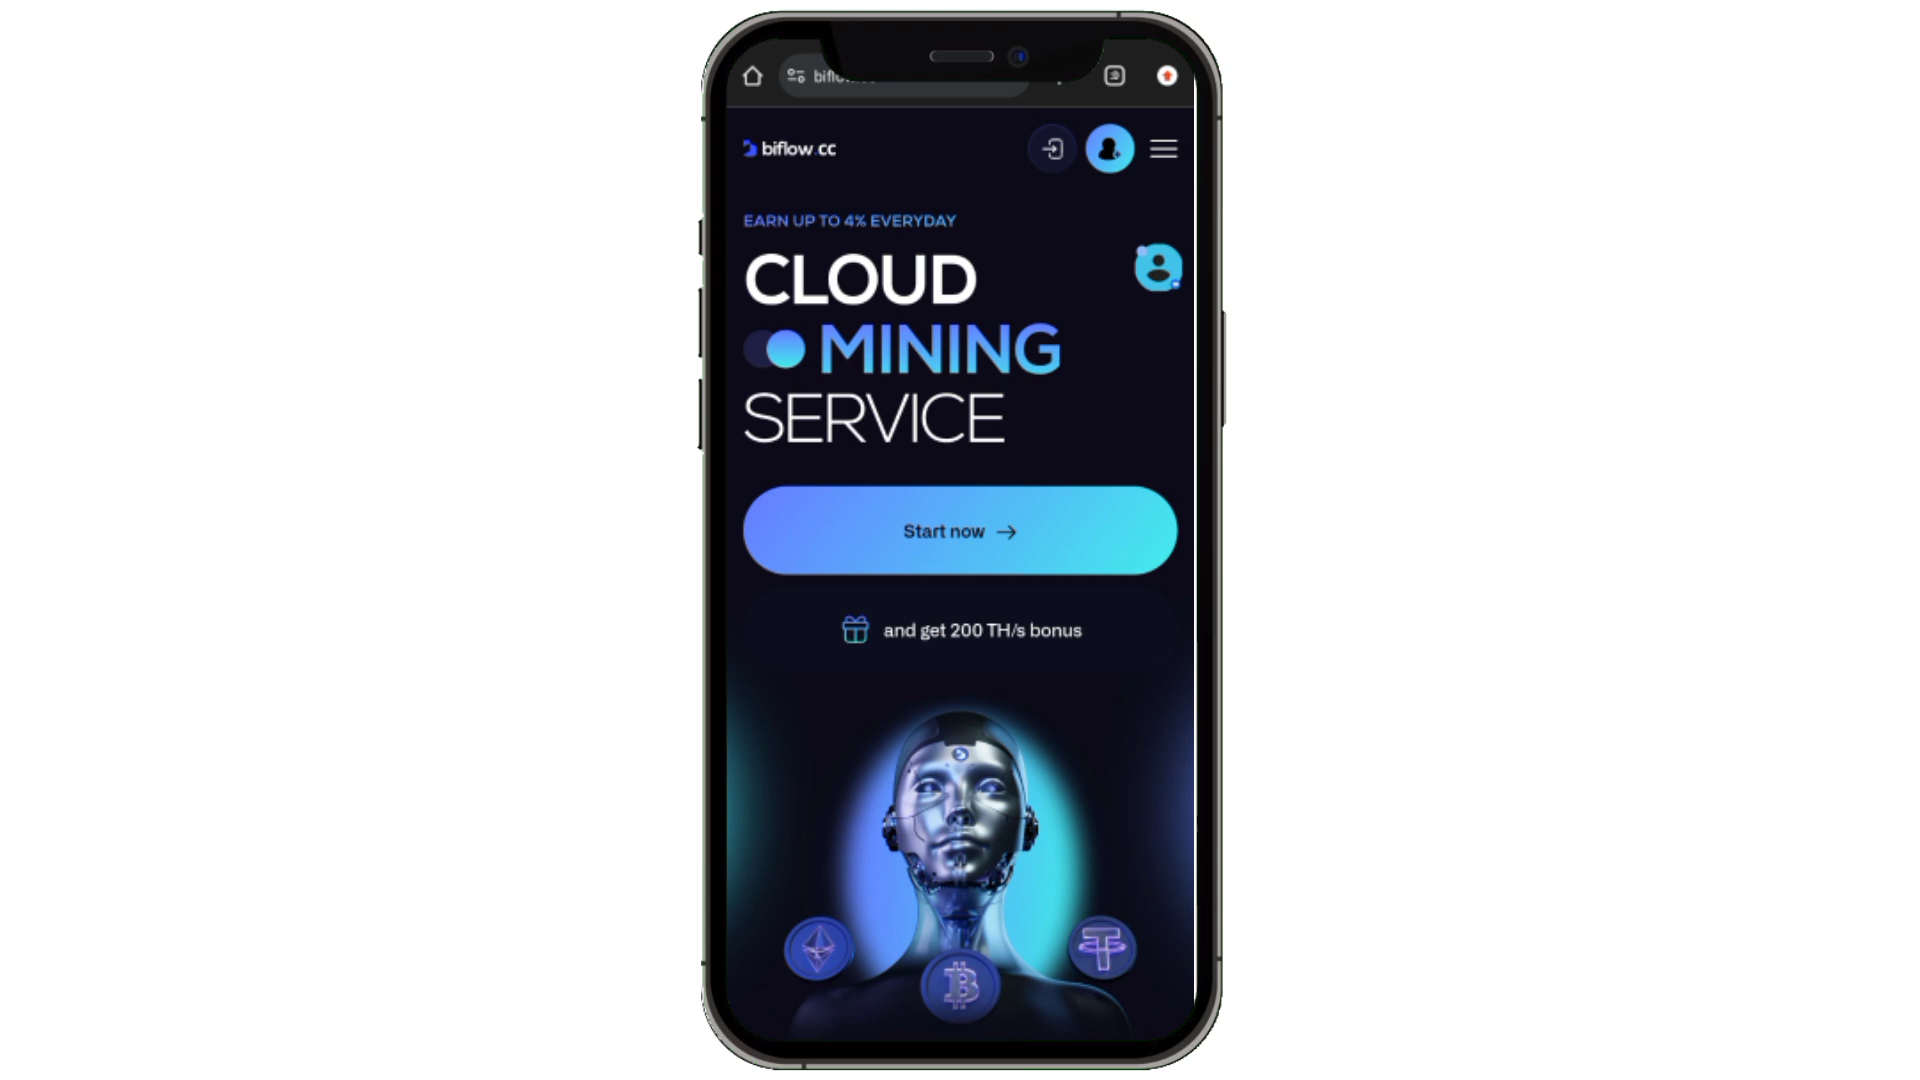 biflow.cc
EARN UP TO 4% EVERYDAY
CLOUD
MINING
SERVICE
Start now →
and get 200 TH/s bonus